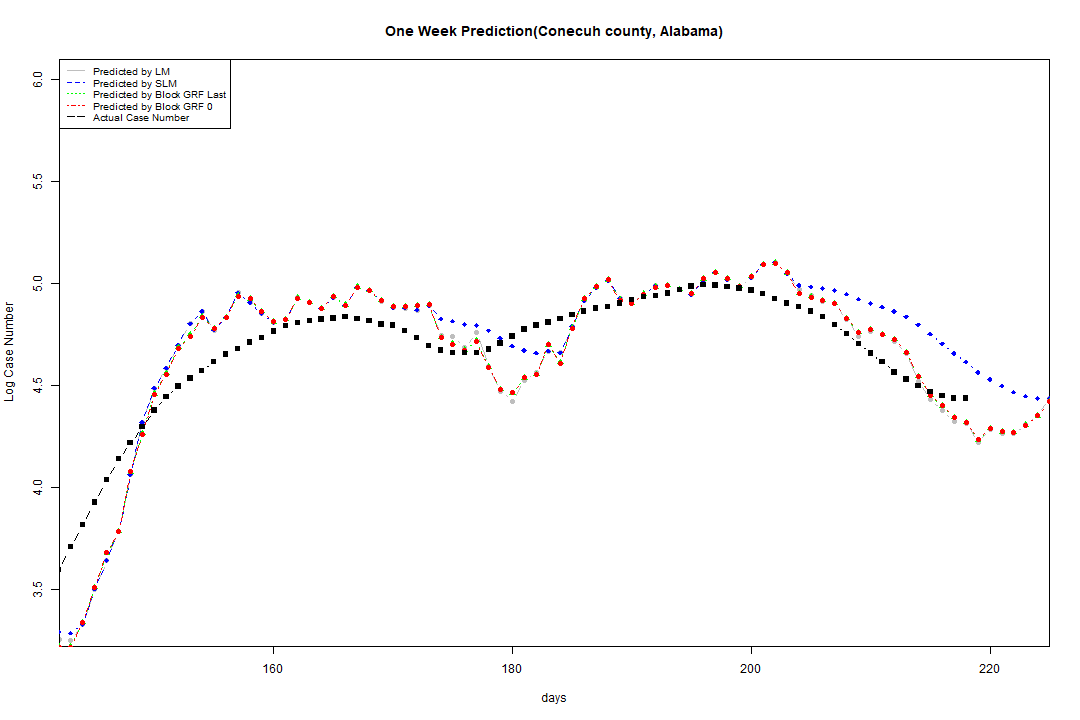 One Week Prediction(Conecuh county, Alabama)
Predicted by LM
Predicted by SLM
Predicted by Block GRF Last
Predicted by Block GRF 0
Actual Case Number
6.0
5.5
5.0
4.5
4.0
3.5
Log Case Number
160 180 200 220
days